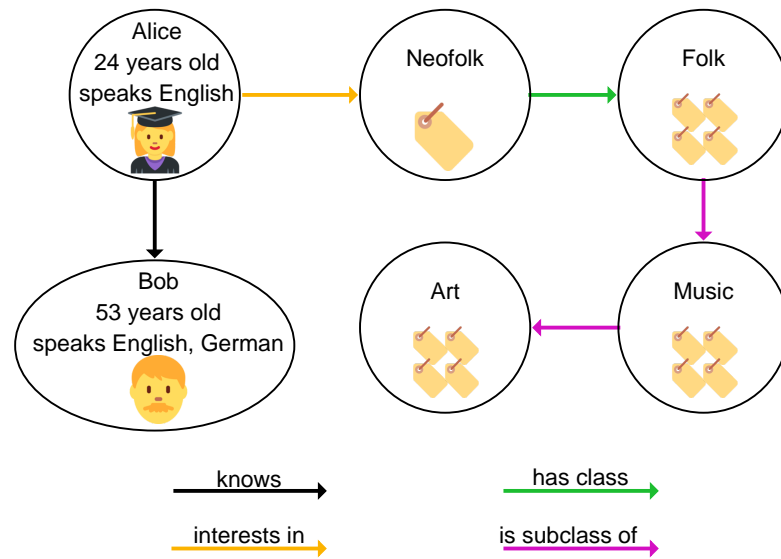 Alice
24 years old
speaks English
Neofolk
Folk
Bob
53 years old
speaks English, German
Art
Music
knows
has class
interests in
is subclass of